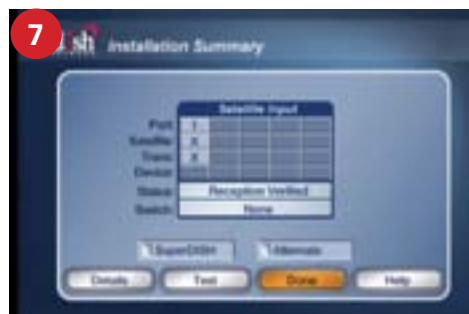 7
dish Installation Summary
Satellite Input
Port 1
Satellite X
Trans X
Device
Status Reception Verified
Switch None
SuperDISH Alternate
Details Test Done Help